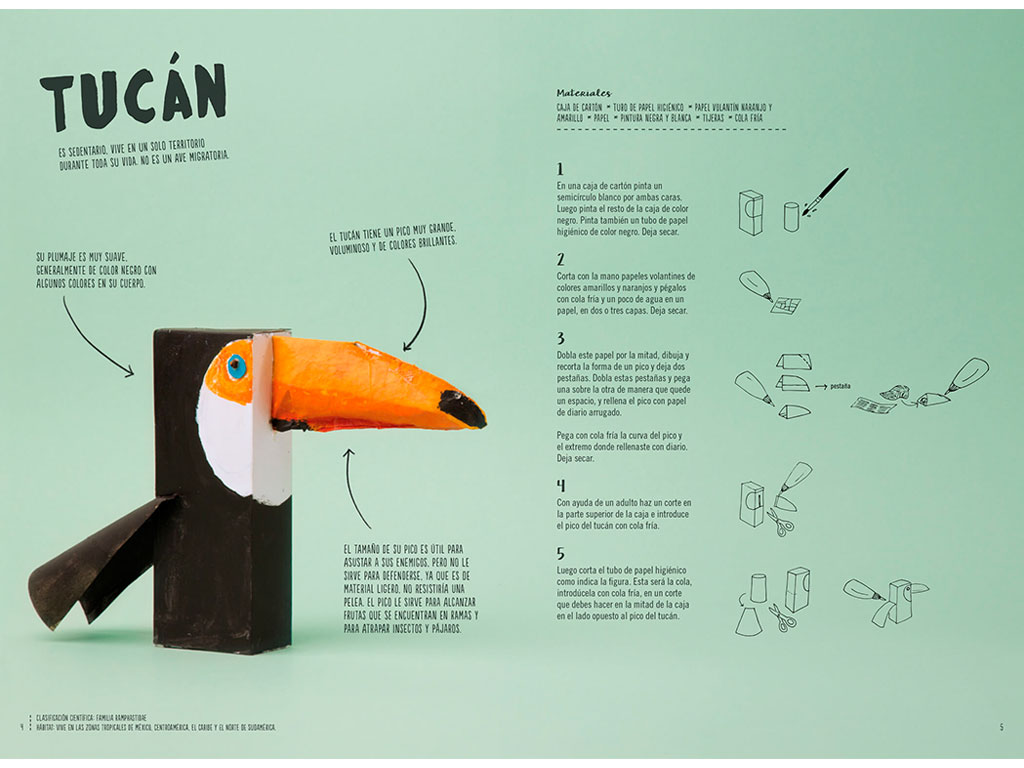 TUCÁN
ES SEDENTARIO, VIVE EN UN SOLO TERRITORIO
DURANTE TODA SU VIDA. NO ES UN AVE MIGRATORIA.
SU PLUMAJE ES MUY SUAVE,
GENERALMENTE DE COLOR NEGRO CON
ALGUNOS COLORES EN SU CUERPO.
EL TUCÁN TIENE UN PICO MUY GRANDE,
VOLUMINOSO Y DE COLORES BRILLANTES.
EL TAMAÑO DE SU PICO ES ÚTIL PARA
ASUSTAR A SUS ENEMIGOS, PERO NO LE
SIRVE PARA DEFENDERSE, YA QUE ES DE
MATERIAL LIGERO, NO RESISTIRÍA UNA
PELEA. EL PICO LE SIRVE PARA ALCANZAR
FRUTAS QUE SE ENCUENTRAN EN RAMAS Y
PARA ATRAPAR INSECTOS Y PÁJAROS.
4
CLASIFICACIÓN CIENTÍFICA: FAMILIA RAMPHASTIDAE
HÁBITAT: VIVE EN LAS ZONAS TROPICALES DE MÉXICO, CENTROAMÉRICA, EL CARIBE Y EL NORTE DE SUDAMÉRICA.
Materiales
CAJA DE CARTÓN * TUBO DE PAPEL HIGIÉNICO * PAPEL VOLANTÍN NARANJO Y
AMARILLO * PAPEL * PINTURA NEGRA Y BLANCA * TIJERAS * COLA FRÍA
1
En una caja de cartón pinta un
semicírculo blanco por ambas caras.
Luego pinta el resto de la caja de color
negro. Pinta también un tubo de papel
higiénico de color negro. Deja secar.
2
Corta con la mano papeles volantines de
colores amarillos y naranjos y pégalos
con cola fría y un poco de agua en un
papel, en dos o tres capas. Deja secar.
3
Dobla este papel por la mitad, dibuja y
recorta la forma de un pico y deja dos
pestañas. Dobla estas pestañas y pega
una sobre la otra de manera que quede
un espacio, y rellena el pico con papel
de diario arrugado.
pestaña
Pega con cola fría la curva del pico y
el extremo donde rellenaste con diario.
Deja secar.
4
Con ayuda de un adulto haz un corte en
la parte superior de la caja e introduce
el pico del tucán con cola fría.
5
Luego corta el tubo de papel higiénico
como indica la figura. Esta será la cola,
introdúcela con cola fría, en un corte
que debes hacer en la mitad de la caja
en el lado opuesto al pico del tucán.
5